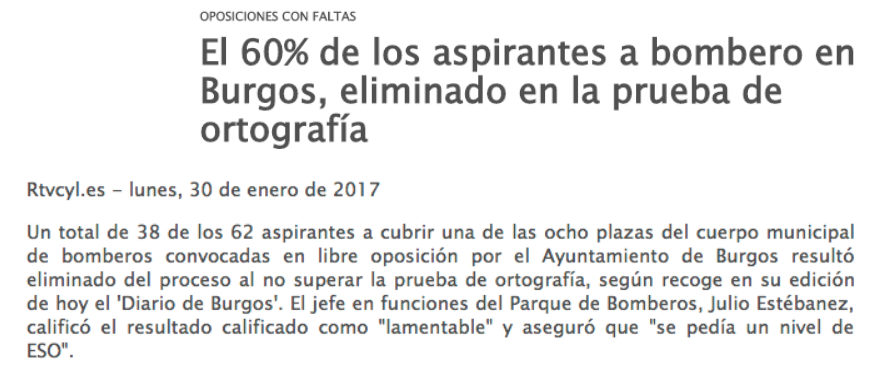 OPOSICIONES CON FALTAS
El 60% de los aspirantes a bombero en
Burgos, eliminado en la prueba de
ortografía
Rtvcyl.es – lunes, 30 de enero de 2017
Un total de 38 de los 62 aspirantes a cubrir una de las ocho plazas del cuerpo municipal
de bomberos convocadas en libre oposición por el Ayuntamiento de Burgos resultó
eliminado del proceso al no superar la prueba de ortografía, según recoge en su edición
de hoy el 'Diario de Burgos'. El jefe en funciones del Parque de Bomberos, Julio Estébanez,
calificó el resultado calificado como "lamentable" y aseguró que "se pedía un nivel de
ESO".